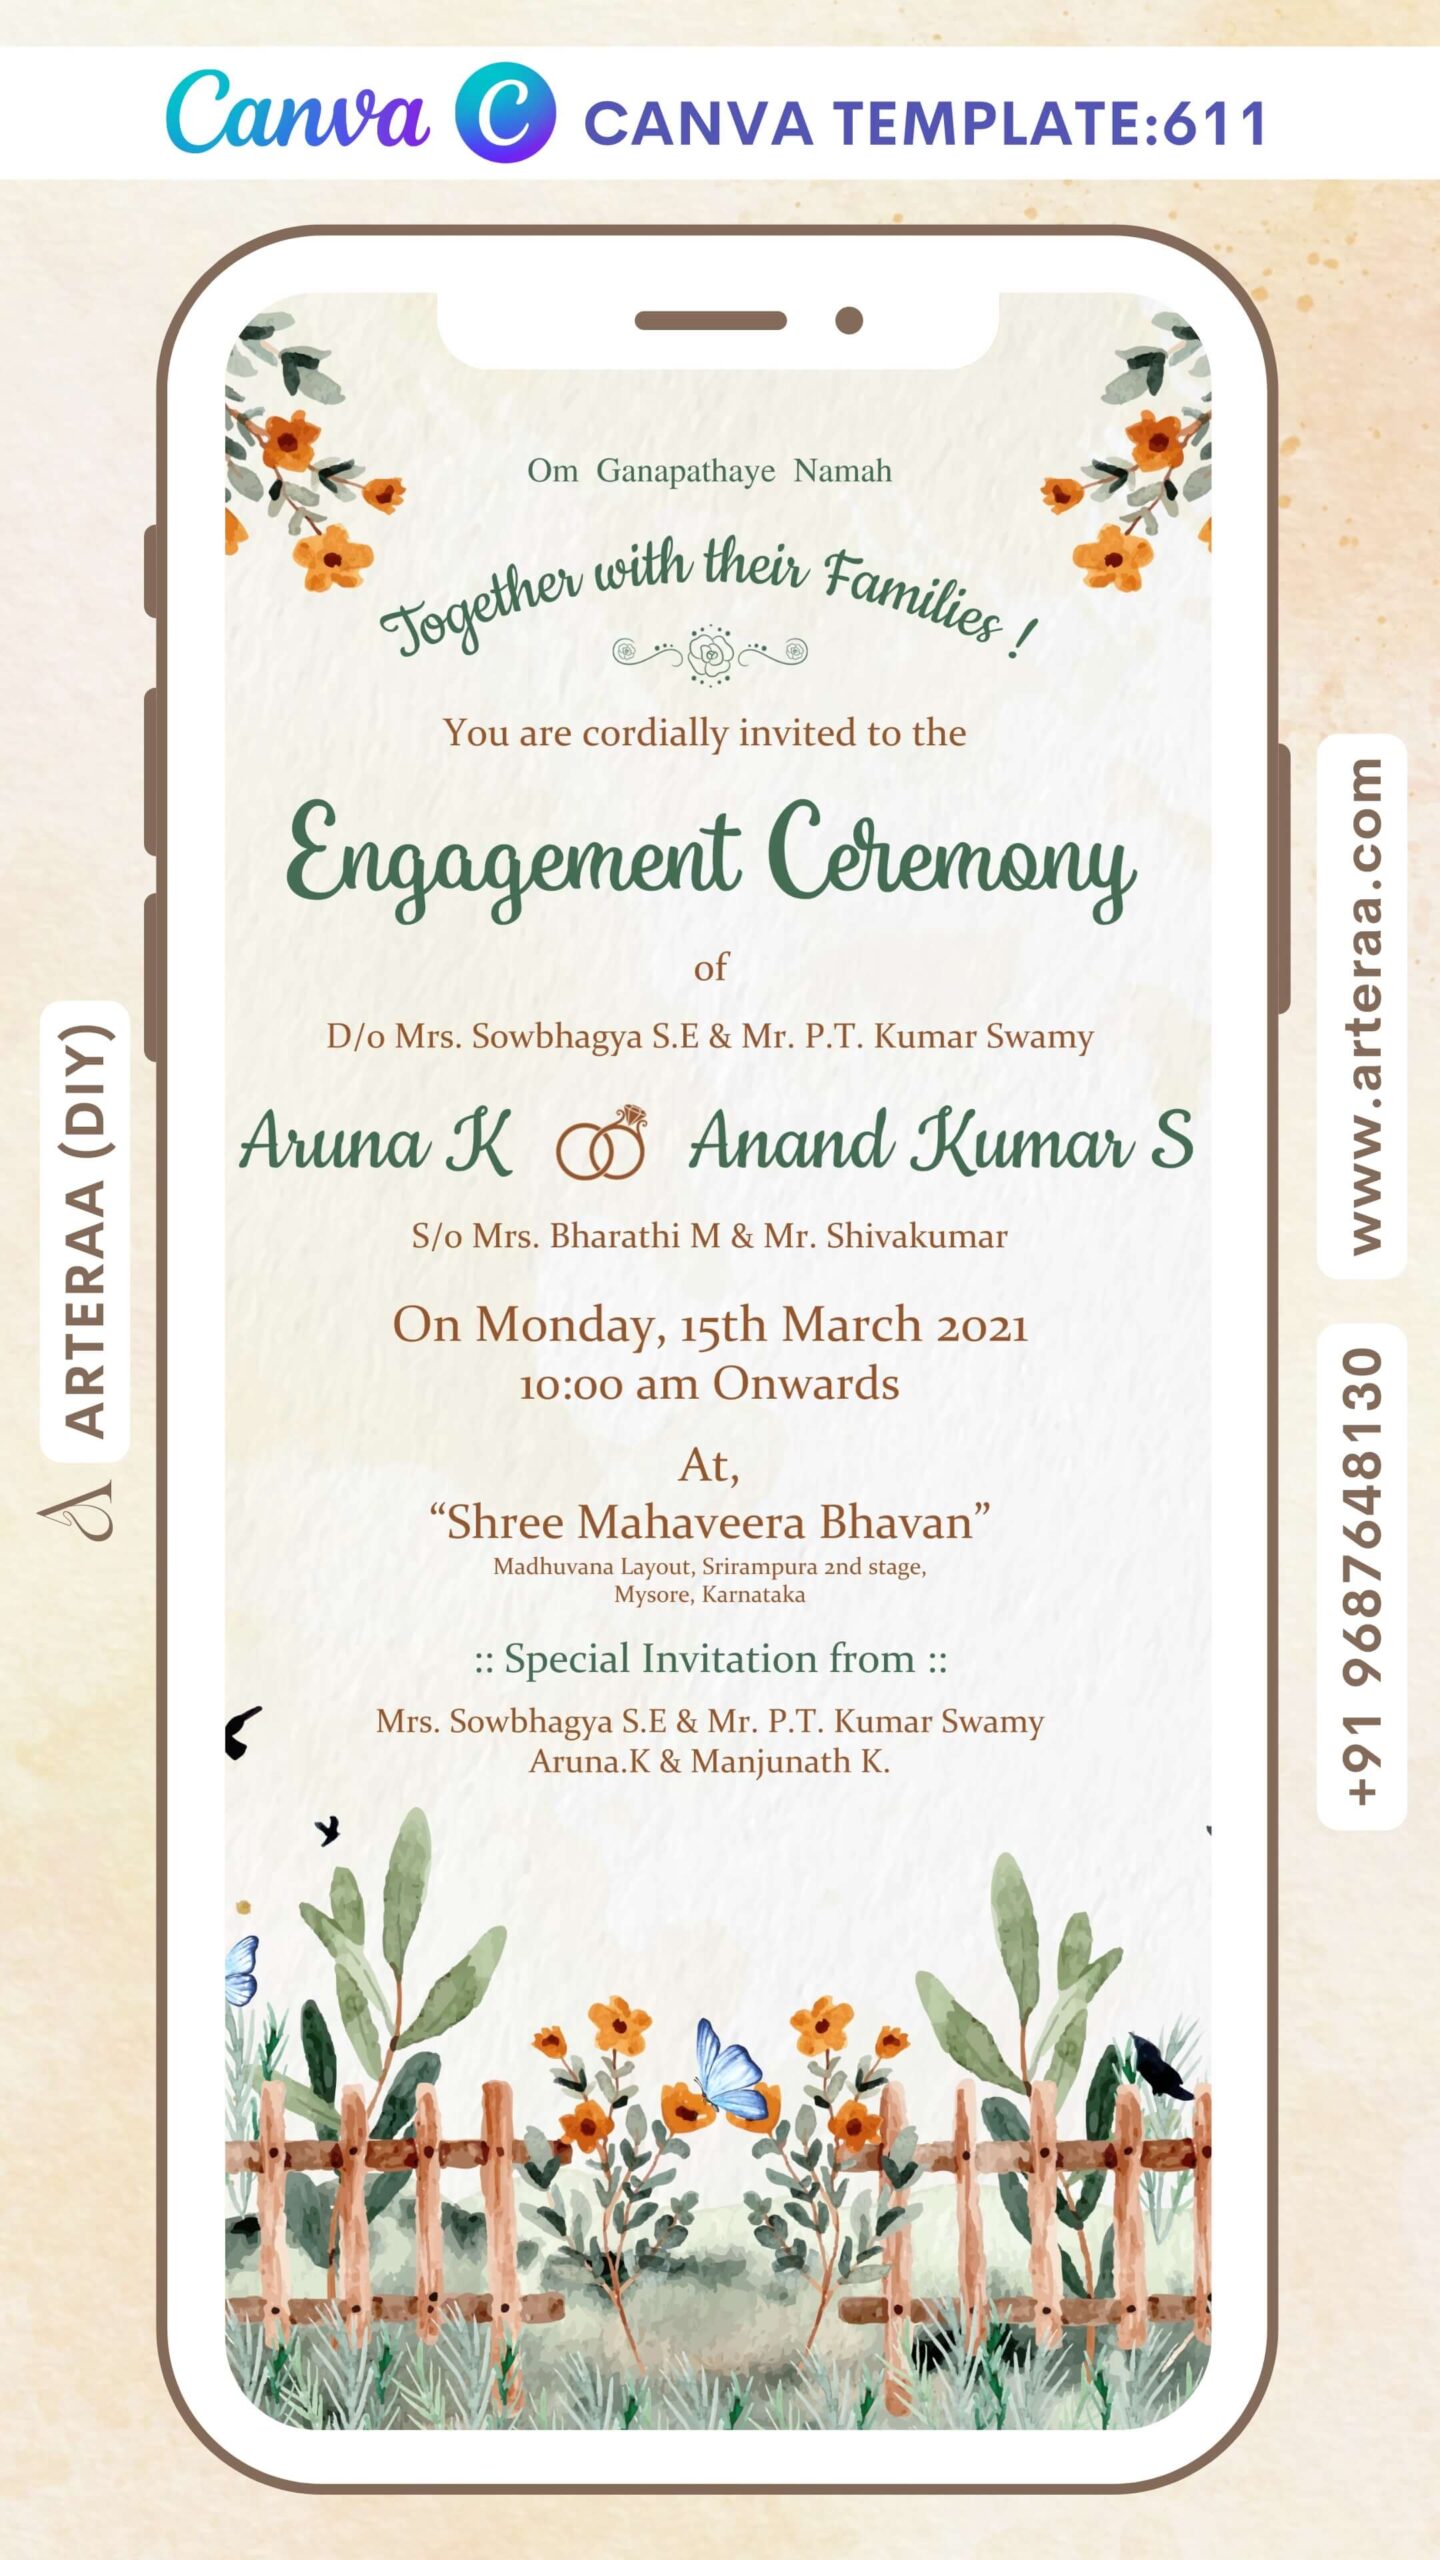 Canva C CANVA TEMPLATE:611
Om Ganapathaye Namah
Together with their Families !
You are cordially invited to the
Engagement Ceremony
of
D/o Mrs. Sowbhagya S.E & Mr. P.T. Kumar Swamy
Aruna K Anand Kumar S
S/o Mrs. Bharathi M & Mr. Shivakumar
On Monday, 15th March 2021
10:00 am Onwards
At,
“Shree Mahaveera Bhavan”
Madhuvana Layout, Srirampura 2nd stage,
Mysore, Karnataka
:: Special Invitation from ::
Mrs. Sowbhagya S.E & Mr. P.T. Kumar Swamy
Aruna.K & Manjunath K.
ARTERAA (DIY)
www.arteraa.com
+91 9687648130